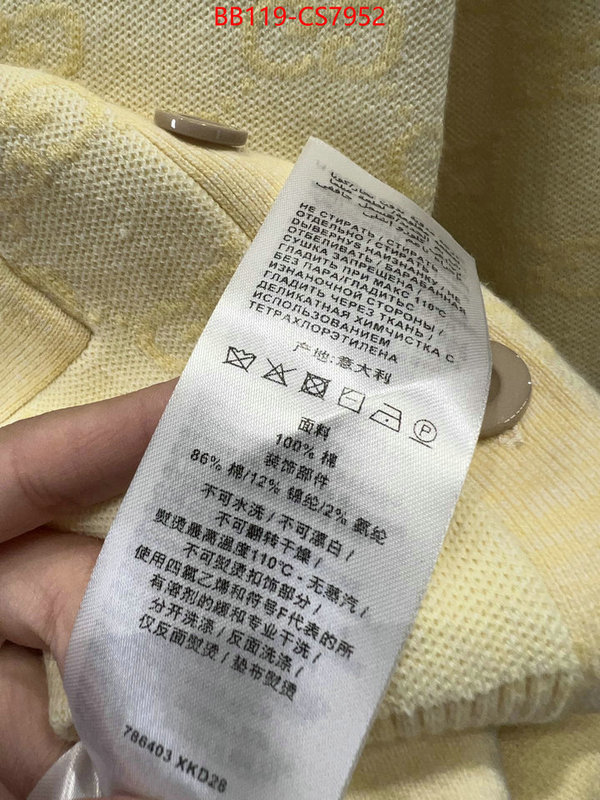 BB119-CS7952
НЕ СТИРАТЬ / СТИРАТЬ
ОТДЕЛЬНО / СТИРАТЬ С
ИЗНАНОЧНОЙ СТОРОНЫ /
ОТБЕЛИВАТЬ / БАРАБАННАЯ
СУШКА ЗАПРЕЩЕНА /
ГЛАДИТЬ ПРИ МАКС 110°С
БЕЗ ПАРА/ГЛАДИТЬ С
ГЛАДИТЬ ЧЕРЕЗ ТКАНЬ /
ДЕЛИКАТНАЯ ХИМЧИСТКА С
ИСПОЛЬЗОВАНИЕМ
ТЕТРАХЛОРЭТИЛЕНА
产地:意大利
P
面料
100% 棉
装饰部件
86% 棉/12% 锦纶/2% 氨纶
不可水洗/不可漂白/
不可翻转干燥/
熨烫最高温度110°C - 无蒸汽/
不可熨烫扣饰部分/
使用四氯乙烯和符号F代表的所
有溶剂的缓和专业干洗/
分开洗涤/反面洗涤/
仅反面熨烫/垫布熨烫
786403 XKD28